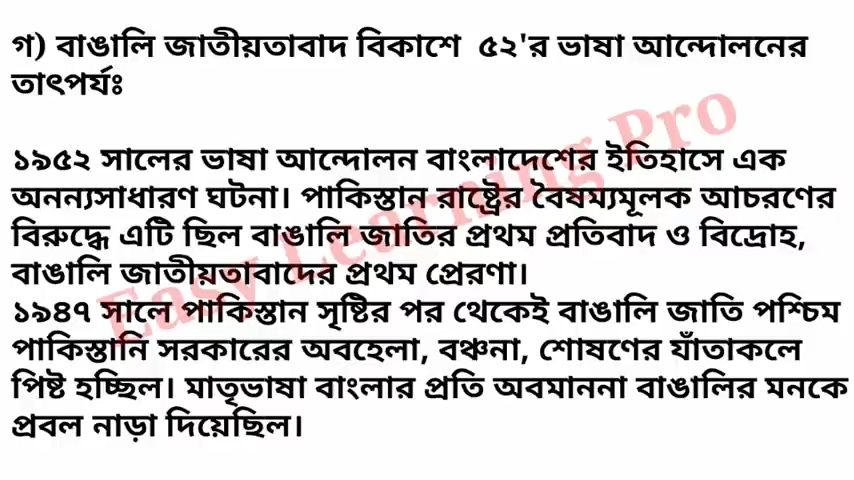 গ) বাঙালি জাতীয়তাবাদ বিকাশে ৫২'র ভাষা আন্দোলনের
তাৎপর্যঃ
১৯৫২ সালের ভাষা আন্দোলন বাংলাদেশের ইতিহাসে এক
অনন্যসাধারণ ঘটনা। পাকিস্তান রাষ্ট্রের বৈষম্যমূলক আচরণের
বিরুদ্ধে এটি ছিল বাঙালি জাতির প্রথম প্রতিবাদ ও বিদ্রোহ,
বাঙালি জাতীয়তাবাদের প্রথম প্রেরণা।
১৯৪৭ সালে পাকিস্তান সৃষ্টির পর থেকেই বাঙালি জাতি পশ্চিম
পাকিস্তানি সরকারের অবহেলা, বঞ্চনা, শোষণের যাঁতাকলে
পিষ্ট হচ্ছিল। মাতৃভাষা বাংলার প্রতি অবমাননা বাঙালির মনকে
প্রবল নাড়া দিয়েছিল।
Easy Learning Pro